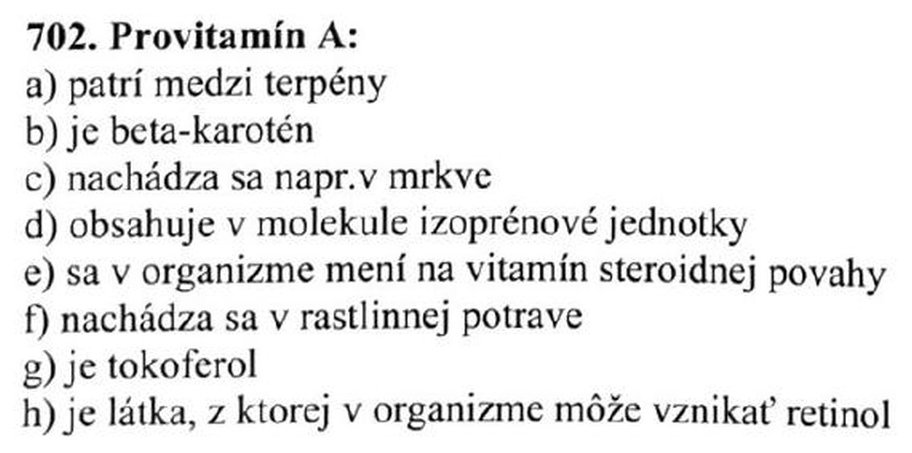 702. Provitamín A:
a) patrí medzi terpény
b) je beta-karotén
c) nachádza sa napr.v mrkve
d) obsahuje v molekule izoprénové jednotky
e) sa v organizme mení na vitamín steroidnej povahy
f) nachádza sa v rastlinnej potrave
g) je tokoferol
h) je látka, z ktorej v organizme môže vznikať retinol